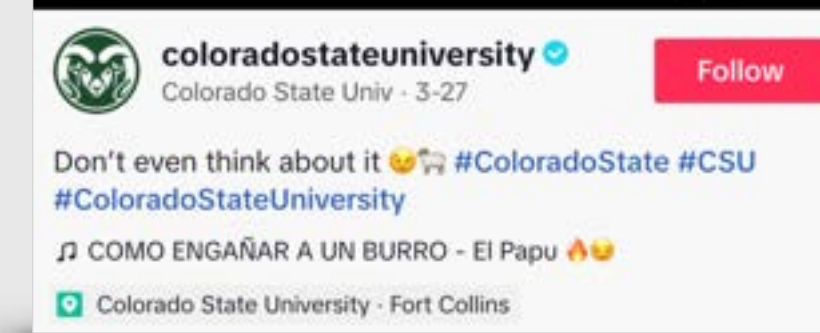 coloradostateuniversity
Follow
Colorado State Univ · 3-27
Don't even think about it 😉🐑 #ColoradoState #CSU
#ColoradoStateUniversity
♫ COMO ENGAÑAR A UN BURRO - El Papu 🔥😏
Colorado State University · Fort Collins